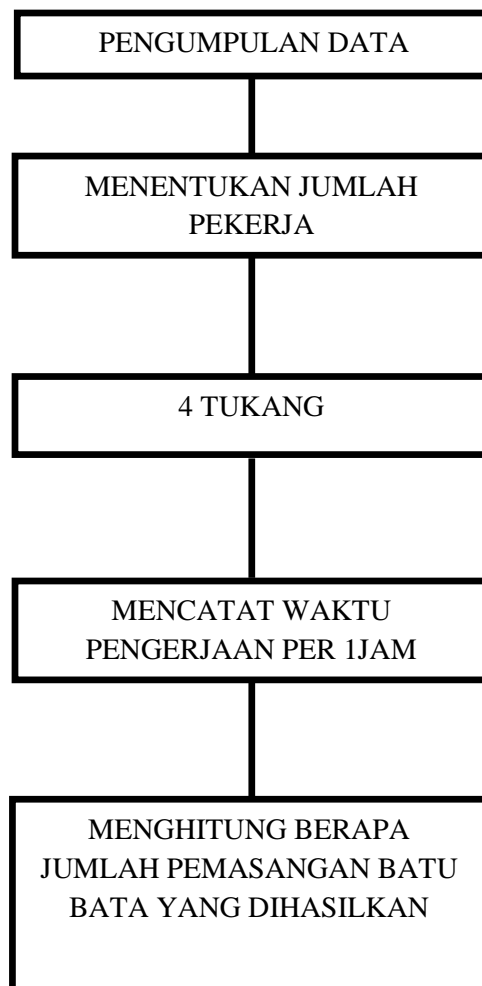 PENGUMPULAN DATA
MENENTUKAN JUMLAH
PEKERJA
4 TUKANG
MENCATAT WAKTU
PENGERJAAN PER 1JAM
MENGHITUNG BERAPA
JUMLAH PEMASANGAN BATU
BATA YANG DIHASILKAN